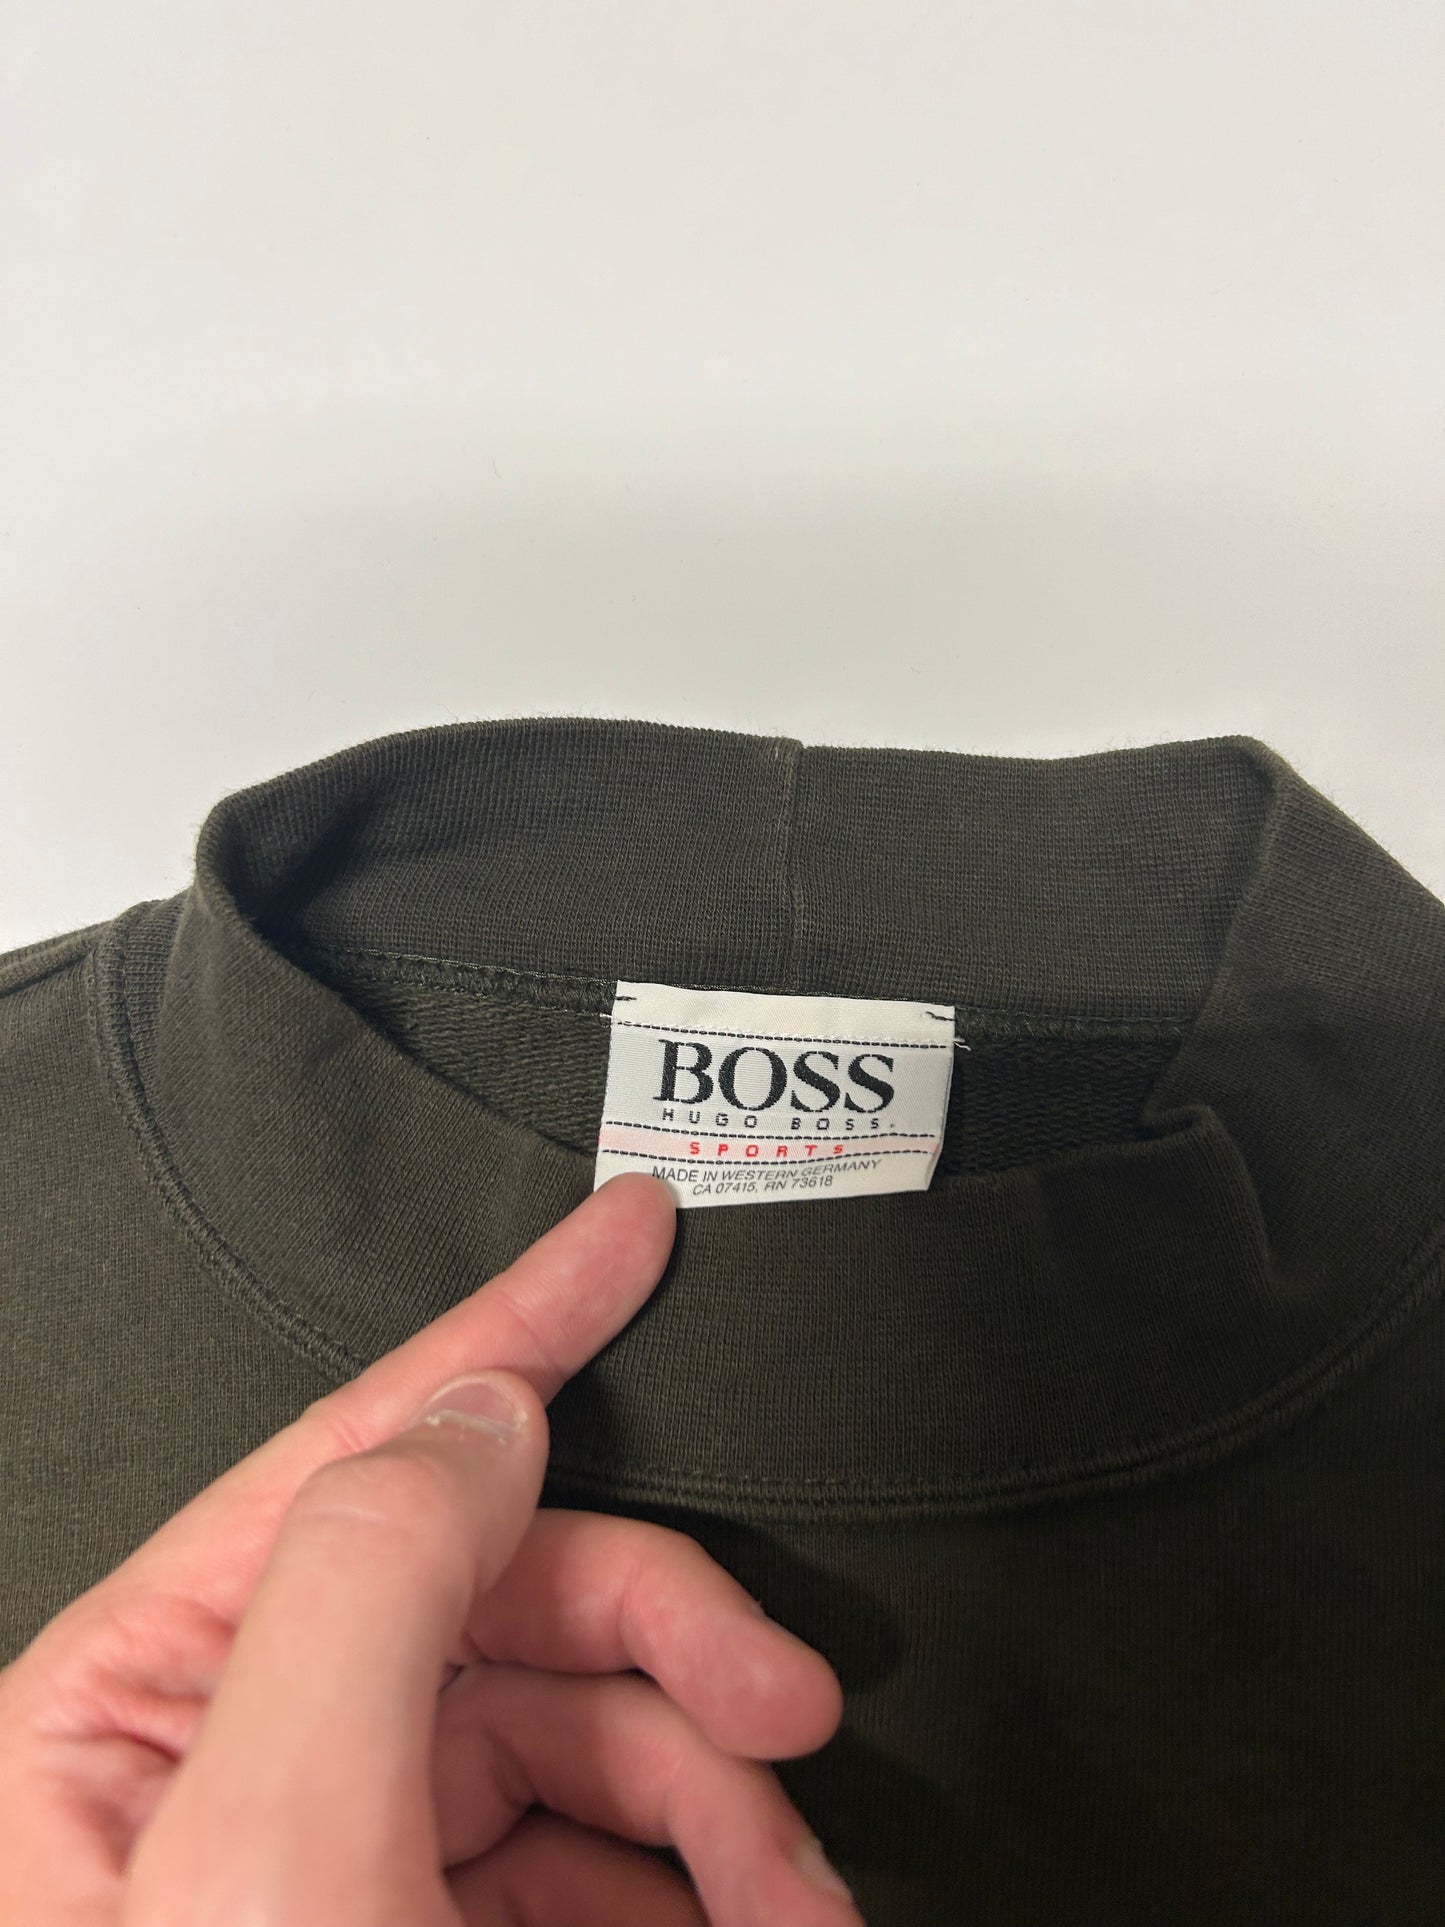 BOSS
HUGO BOSS.
SPORTS
MADE IN WESTERN GERMANY
CA 07415, RN 73618